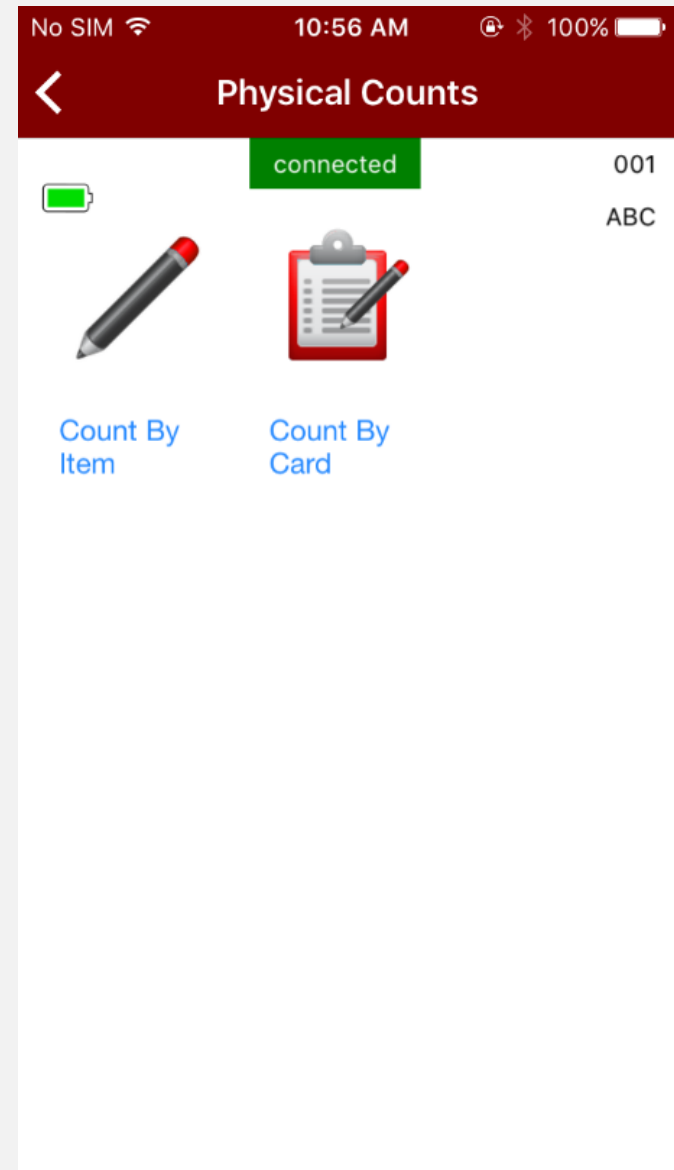 No SIM 10:56 AM 100%
Physical Counts
connected 001
ABC
Count By Count By
Item Card